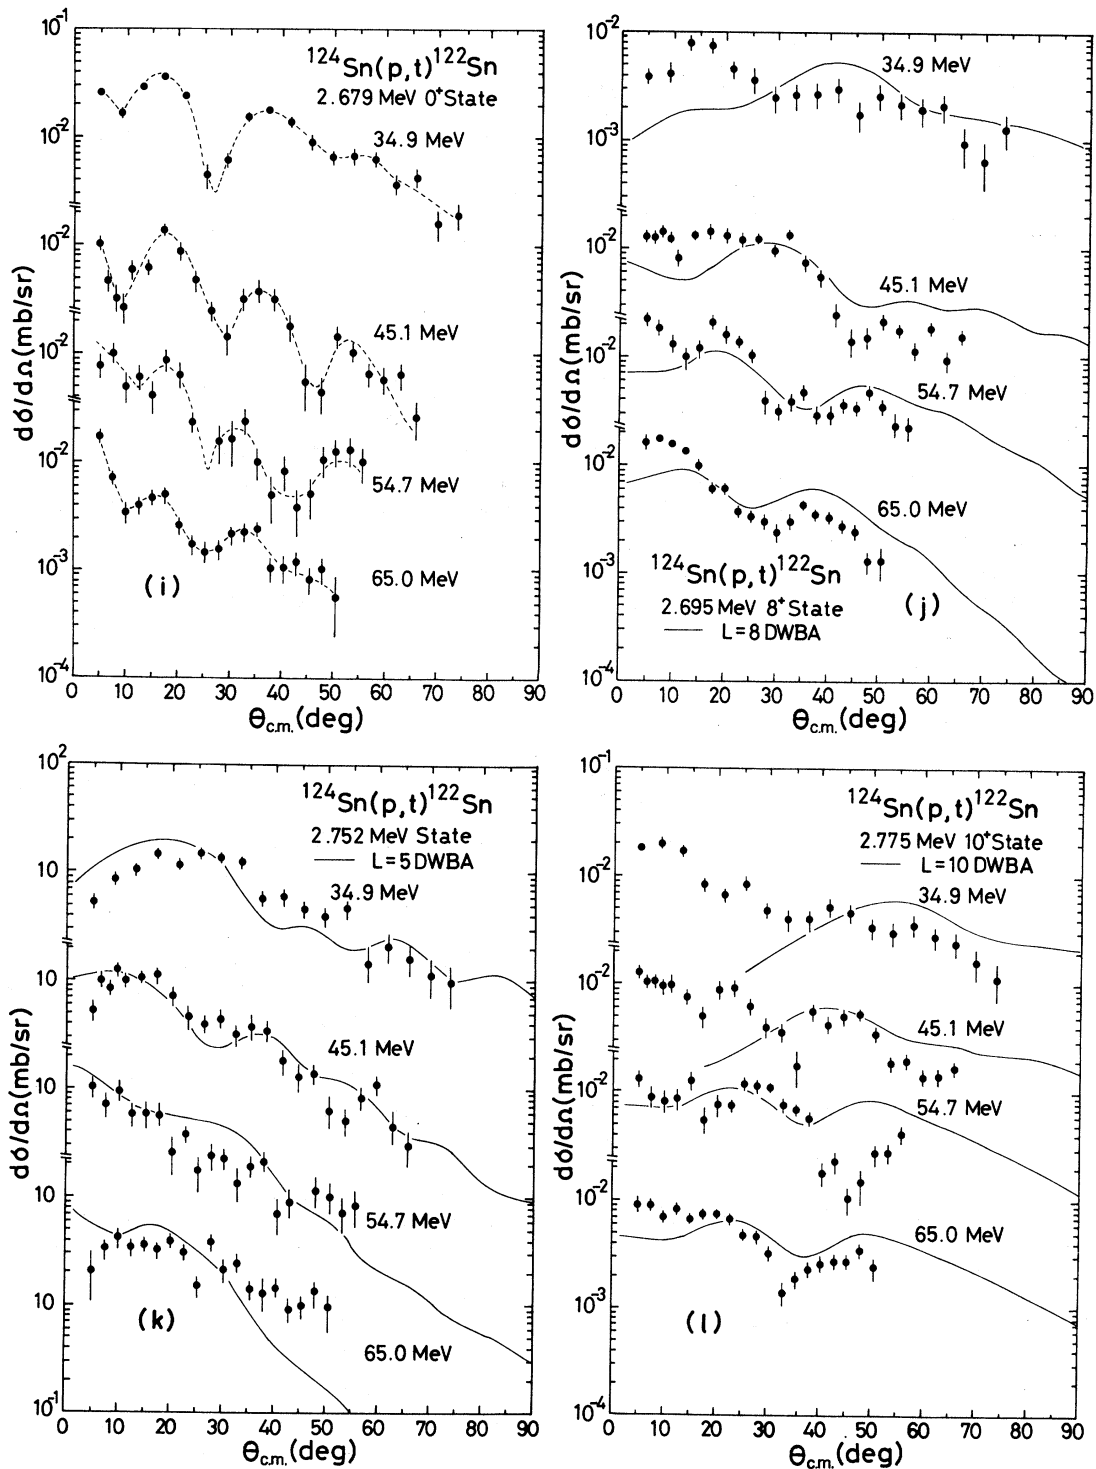 ¹²⁴Sn(p,t)¹²²Sn
2.679 MeV 0⁺State
34.9 MeV
45.1 MeV
54.7 MeV
65.0 MeV
(i)
10⁻¹
10⁻²
10⁻²
10⁻²
10⁻²
10⁻³
10⁻⁴
dσ/dΩ(mb/sr)
0 10 20 30 40 50 60 70 80 90
θc.m.(deg)
10⁻²
10⁻³
10⁻²
10⁻²
10⁻²
10⁻³
10⁻⁴
dσ/dΩ(mb/sr)
34.9 MeV
45.1 MeV
54.7 MeV
65.0 MeV
¹²⁴Sn(p,t)¹²²Sn
2.695 MeV 8⁺State
L=8 DWBA
(j)
0 10 20 30 40 50 60 70 80 90
θc.m.(deg)
10²
10
10
10
10
10
10⁻¹
dσ/dΩ(mb/sr)
¹²⁴Sn(p,t)¹²²Sn
2.752 MeV State
L=5 DWBA
34.9 MeV
45.1 MeV
54.7 MeV
65.0 MeV
(k)
0 10 20 30 40 50 60 70 80 90
θc.m.(deg)
10⁻¹
10⁻²
10⁻²
10⁻²
10⁻²
10⁻³
10⁻⁴
dσ/dΩ(mb/sr)
¹²⁴Sn(p,t)¹²²Sn
2.775 MeV 10⁺State
L=10 DWBA
34.9 MeV
45.1 MeV
54.7 MeV
65.0 MeV
(l)
0 10 20 30 40 50 60 70 80 90
θc.m.(deg)